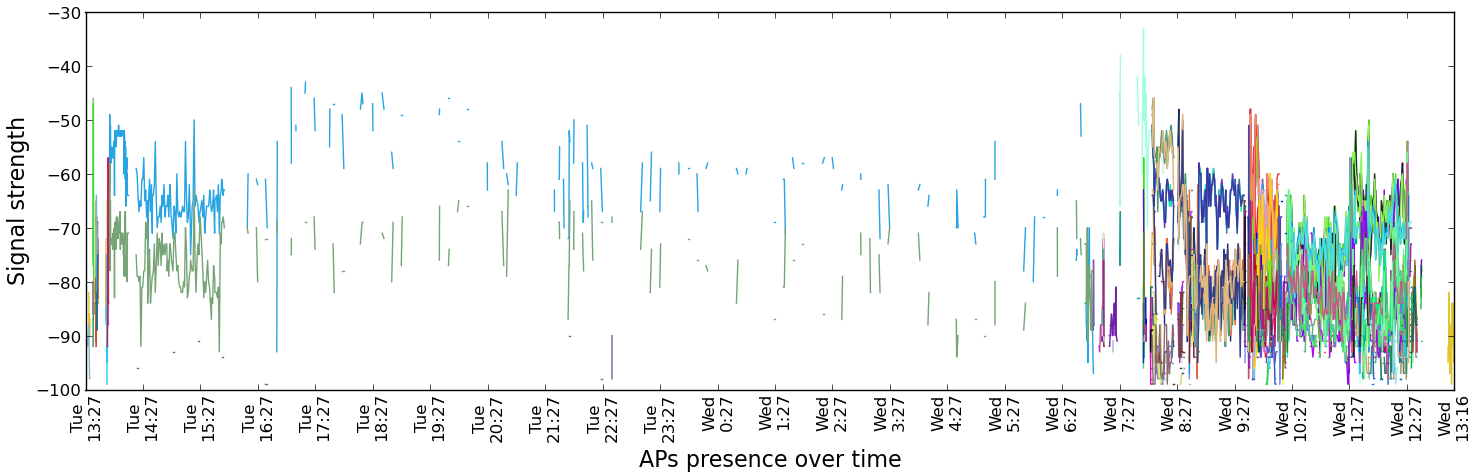 Signal strength
−30
−40
−50
−60
−70
−80
−90
−100
Tue 13:27
Tue 14:27
Tue 15:27
Tue 16:27
Tue 17:27
Tue 18:27
Tue 19:27
Tue 20:27
Tue 21:27
Tue 22:27
Tue 23:27
Wed 0:27
Wed 1:27
Wed 2:27
Wed 3:27
Wed 4:27
Wed 5:27
Wed 6:27
Wed 7:27
Wed 8:27
Wed 9:27
Wed 10:27
Wed 11:27
Wed 12:27
Wed 13:16
APs presence over time